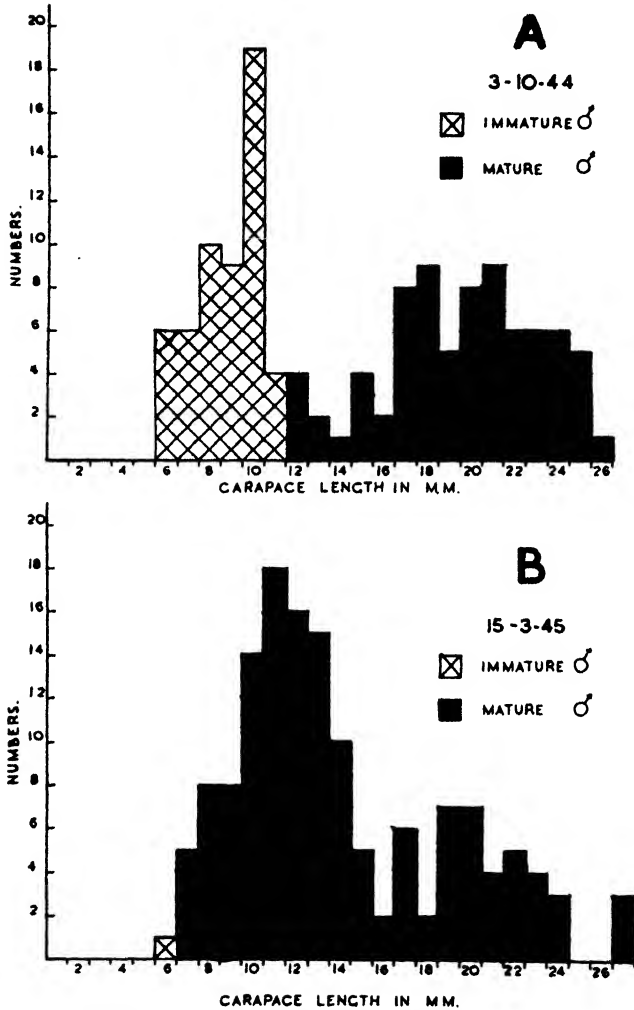 A
3-10-44
IMMATURE ♂
MATURE ♂
20
18
16
14
12
10
8
6
4
2
NUMBERS.
2 4 6 8 10 12 14 16 18 20 22 24 26
CARAPACE LENGTH IN M.M.
B
15-3-45
IMMATURE ♂
MATURE ♂
20
18
16
14
12
10
8
6
4
2
NUMBERS.
2 4 6 8 10 12 14 16 18 20 22 24 26
CARAPACE LENGTH IN M.M.